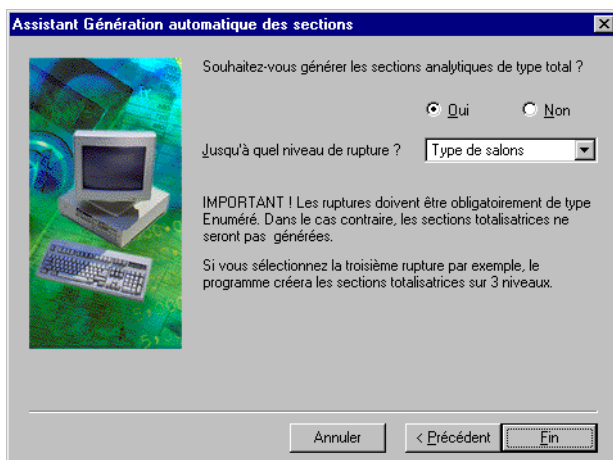 Assistant Génération automatique des sections
Souhaitez-vous générer les sections analytiques de type total ?
Oui Non
Jusqu'à quel niveau de rupture ? Type de salons
IMPORTANT ! Les ruptures doivent être obligatoirement de type
Enuméré. Dans le cas contraire, les sections totalisatrices ne
seront pas générées.
Si vous sélectionnez la troisième rupture par exemple, le
programme créera les sections totalisatrices sur 3 niveaux.
Annuler < Précédent Fin